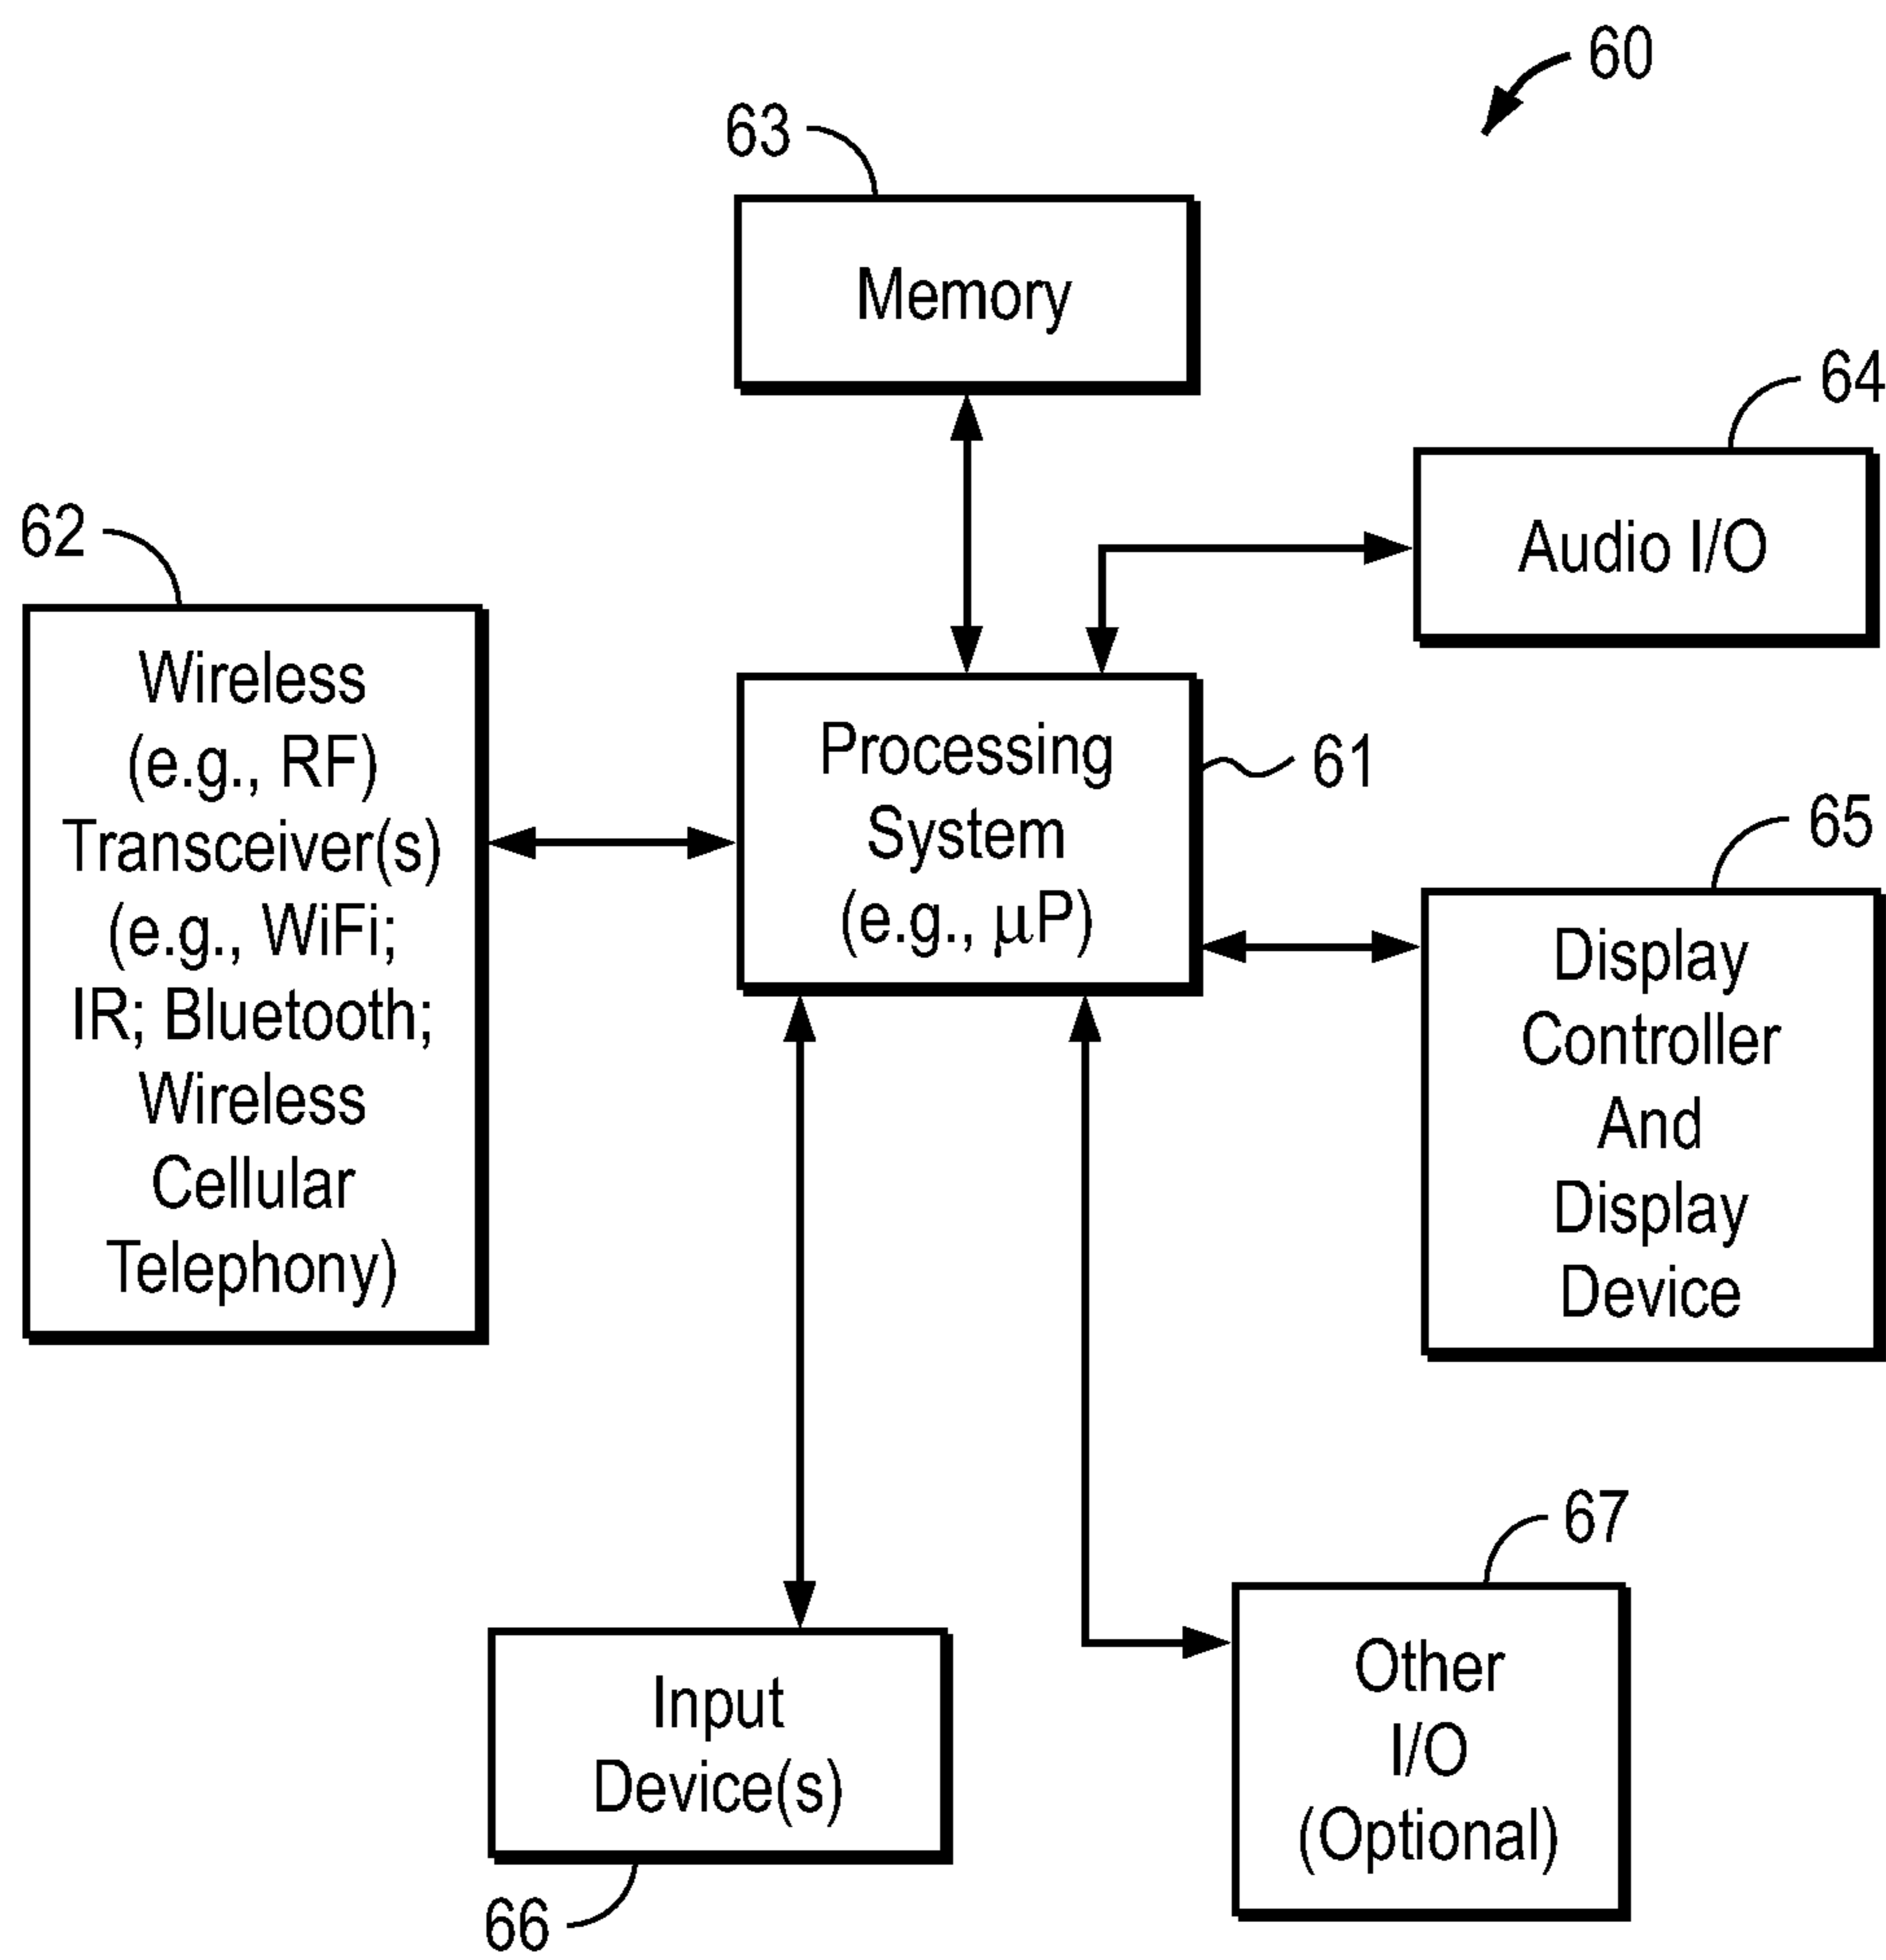 60
63
Memory
64
Audio I/O
62
Wireless
(e.g., RF)
Transceiver(s)
(e.g., WiFi;
IR; Bluetooth;
Wireless
Cellular
Telephony)
Processing
System
(e.g., μP)
61
65
Display
Controller
And
Display
Device
67
Other
I/O
(Optional)
Input
Device(s)
66